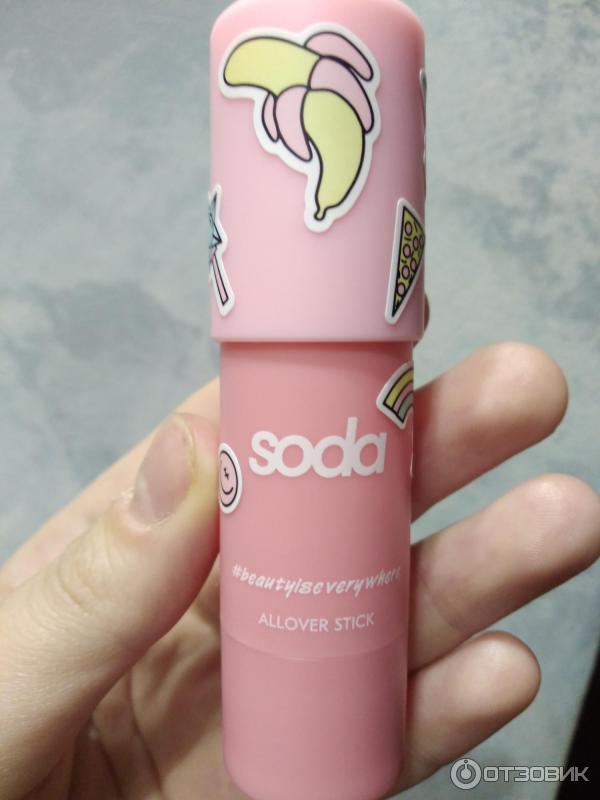 soda
#beautyiseverywhere
ALLOVER STICK
ОТЗОВИК